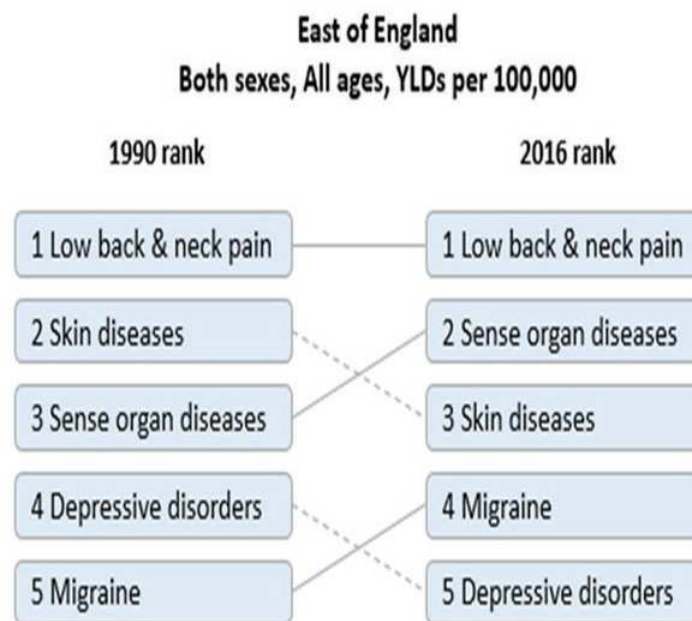 East of England
Both sexes, All ages, YLDs per 100,000
1990 rank
2016 rank
1 Low back & neck pain
1 Low back & neck pain
2 Skin diseases
2 Sense organ diseases
3 Sense organ diseases
3 Skin diseases
4 Depressive disorders
4 Migraine
5 Migraine
5 Depressive disorders